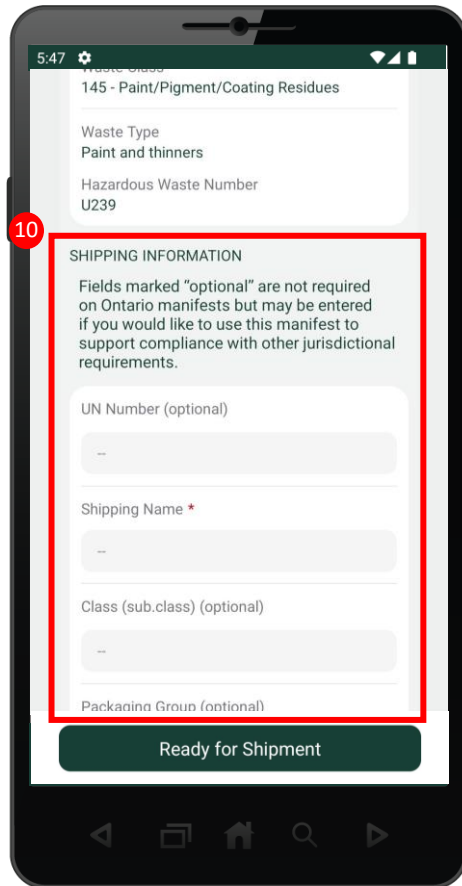 5:47
Waste Class
145 - Paint/Pigment/Coating Residues
Waste Type
Paint and thinners
Hazardous Waste Number
U239
10
SHIPPING INFORMATION
Fields marked “optional” are not required
on Ontario manifests but may be entered
if you would like to use this manifest to
support compliance with other jurisdictional
requirements.
UN Number (optional)
--
Shipping Name *
--
Class (sub.class) (optional)
--
Packaging Group (optional)
Ready for Shipment